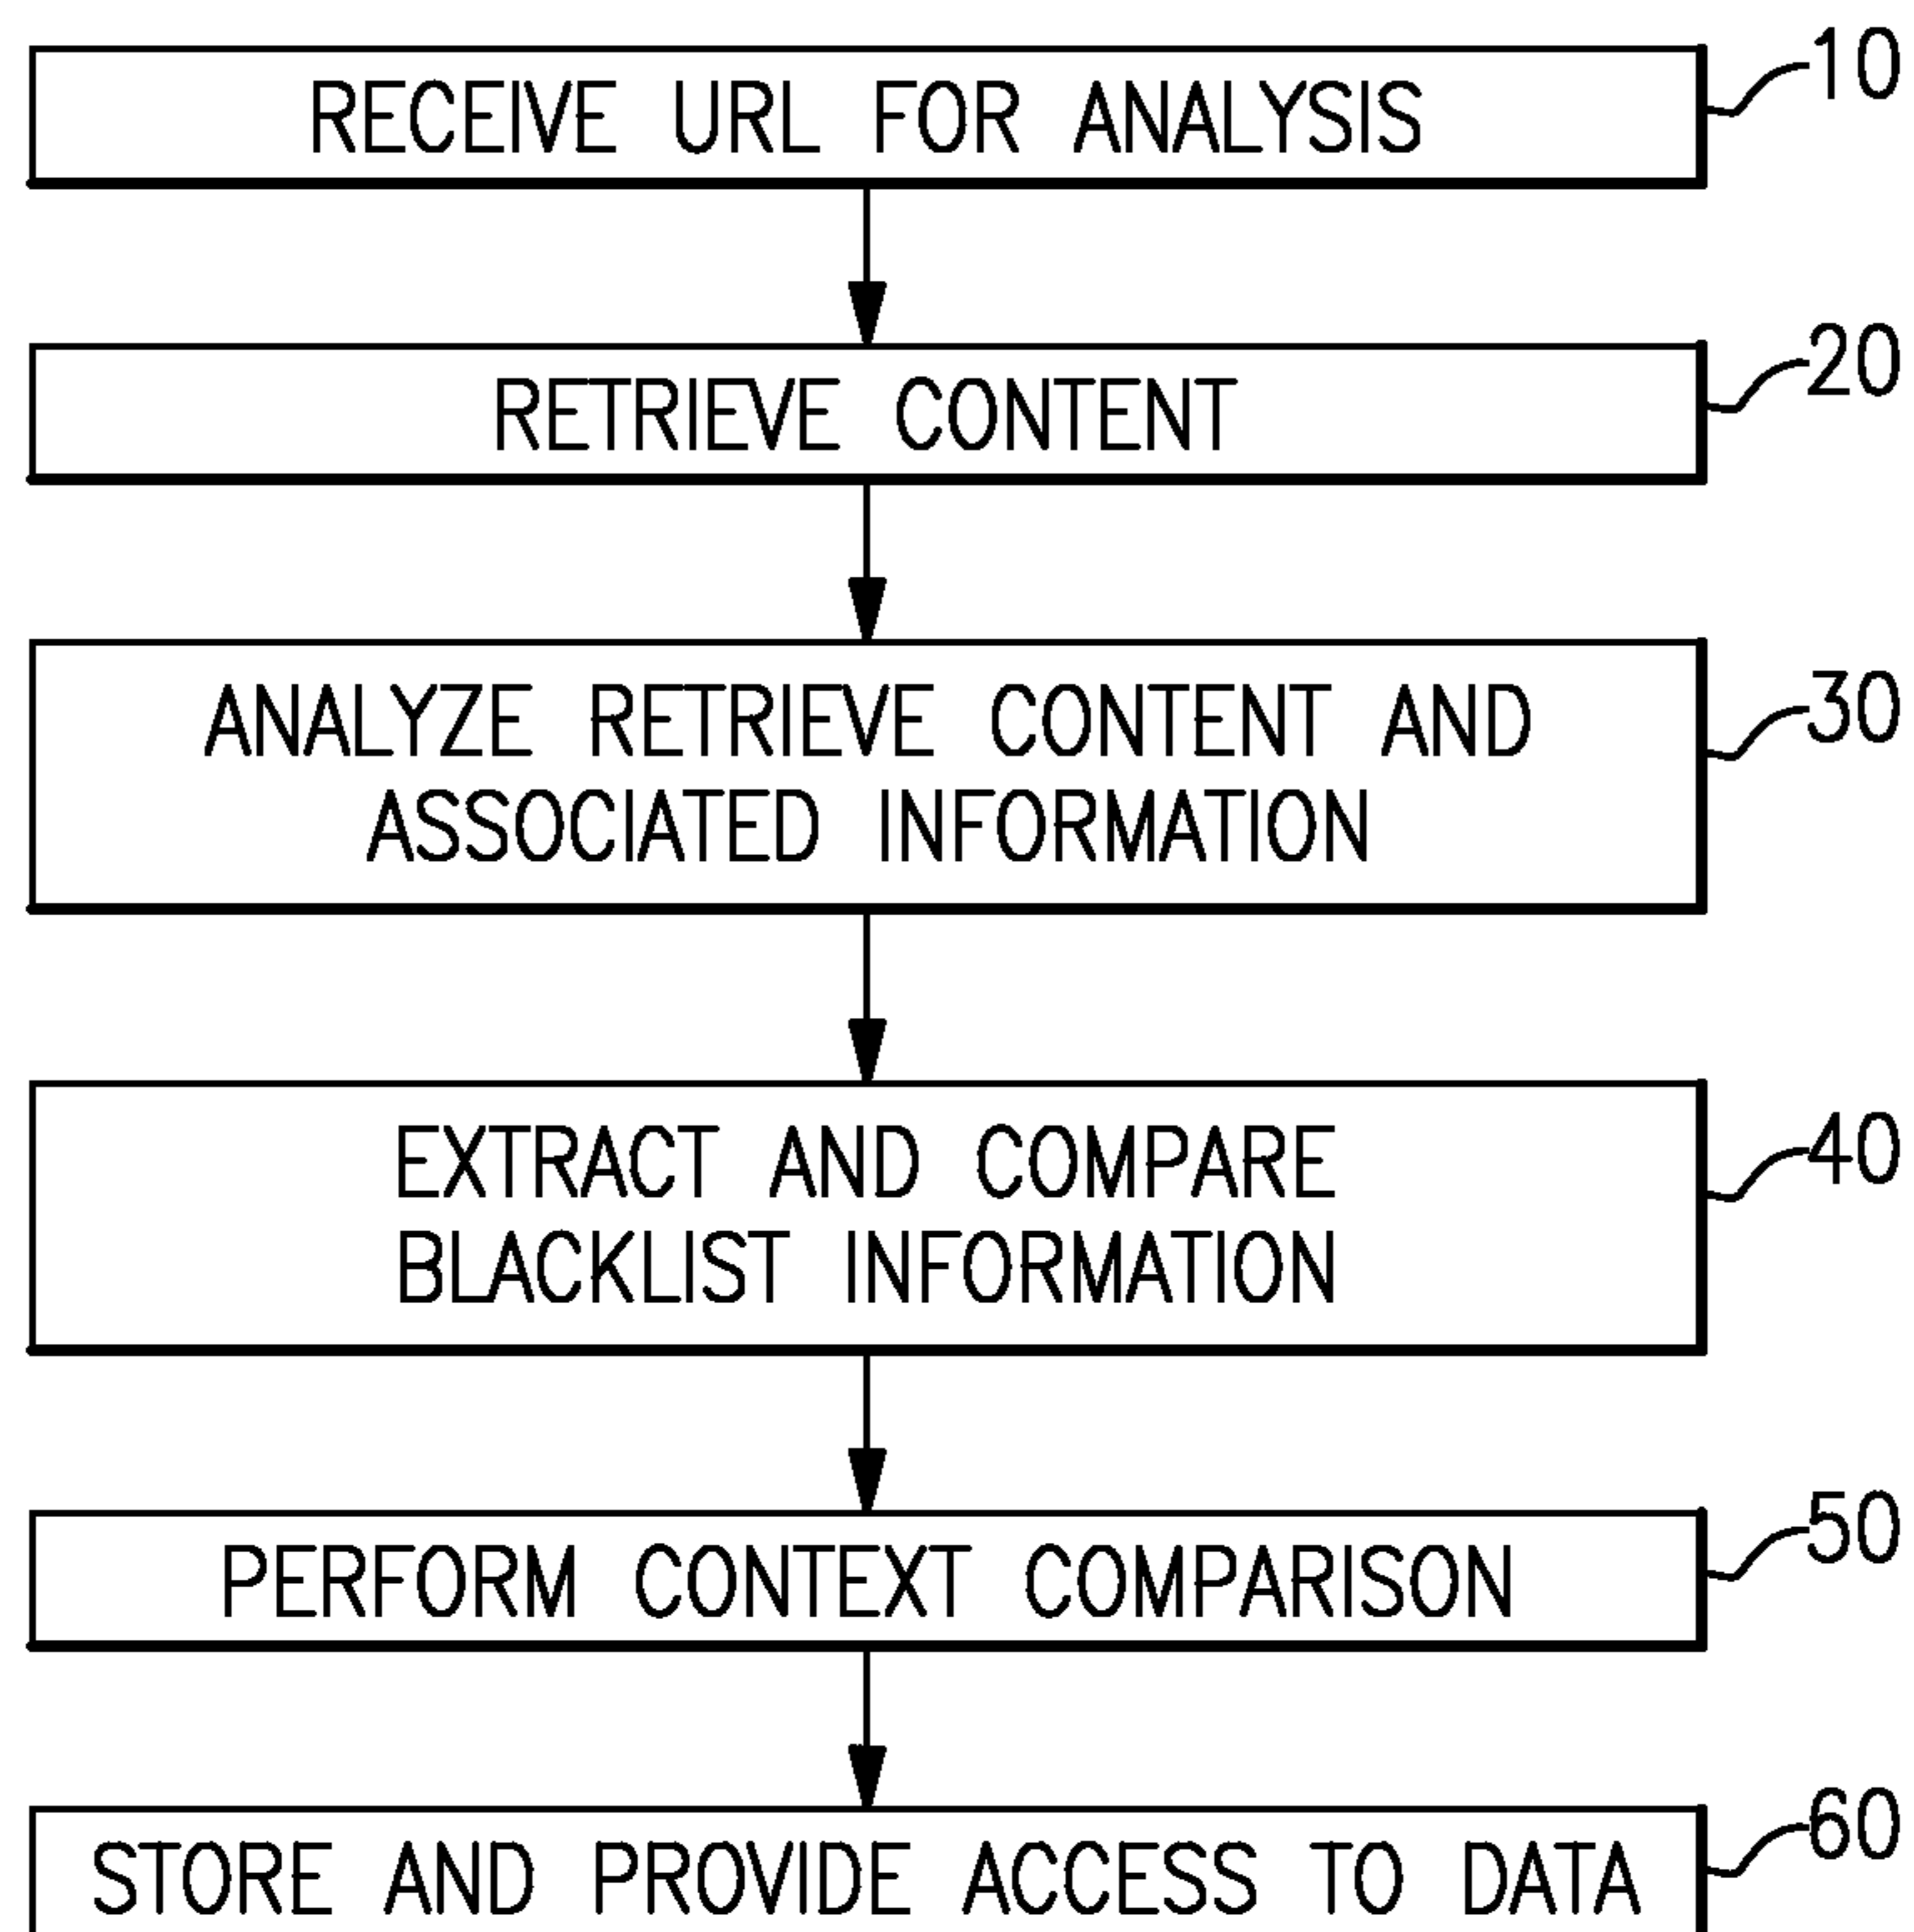 RECEIVE URL FOR ANALYSIS
10
RETRIEVE CONTENT
20
ANALYZE RETRIEVE CONTENT AND
ASSOCIATED INFORMATION
30
EXTRACT AND COMPARE
BLACKLIST INFORMATION
40
PERFORM CONTEXT COMPARISON
50
STORE AND PROVIDE ACCESS TO DATA
60